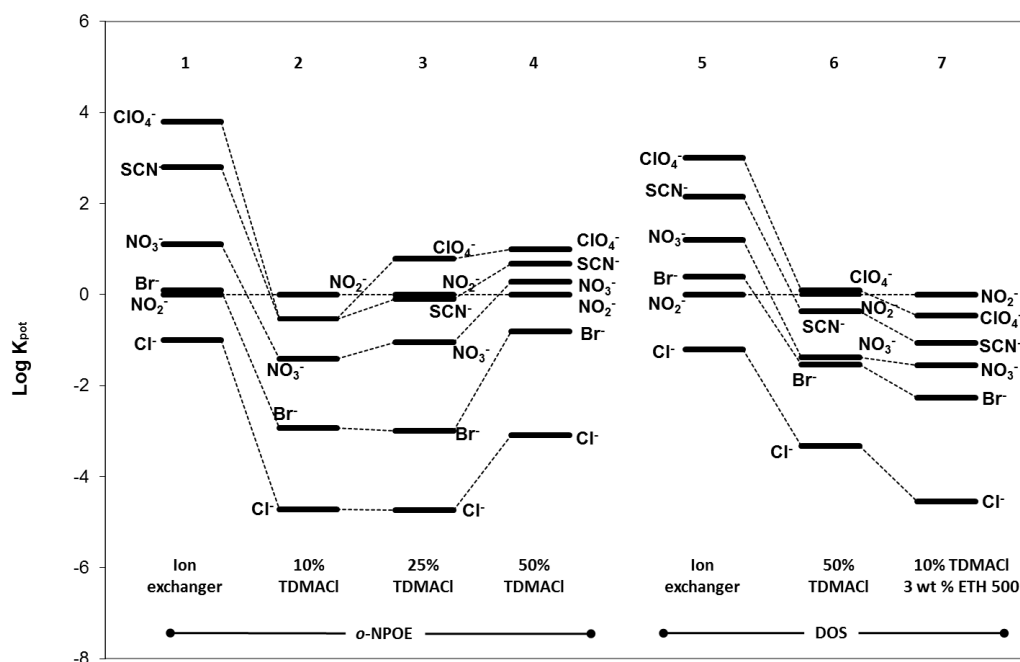 6
4
2
0
-2
-4
-6
-8
Log K_pot
1 2 3 4 5 6 7
ClO₄⁻
SCN⁻
NO₃⁻
Br⁻
NO₂⁻
Cl⁻
NO₂⁻
NO₃⁻
Br⁻
Cl⁻
ClO₄⁻
NO₂⁻
SCN⁻
NO₃⁻
Br⁻
Cl⁻
ClO₄⁻
SCN⁻
NO₃⁻
NO₂⁻
Br⁻
Cl⁻
ClO₄⁻
SCN⁻
NO₃⁻
Br⁻
NO₂⁻
Cl⁻
ClO₄⁻
NO₂⁻
SCN⁻
NO₃⁻
Br⁻
Cl⁻
NO₂⁻
ClO₄⁻
SCN⁻
NO₃⁻
Br⁻
Cl⁻
Ion
exchanger
10%
TDMACl
25%
TDMACl
50%
TDMACl
Ion
exchanger
50%
TDMACl
10% TDMACl
3 wt % ETH 500
o-NPOE
DOS